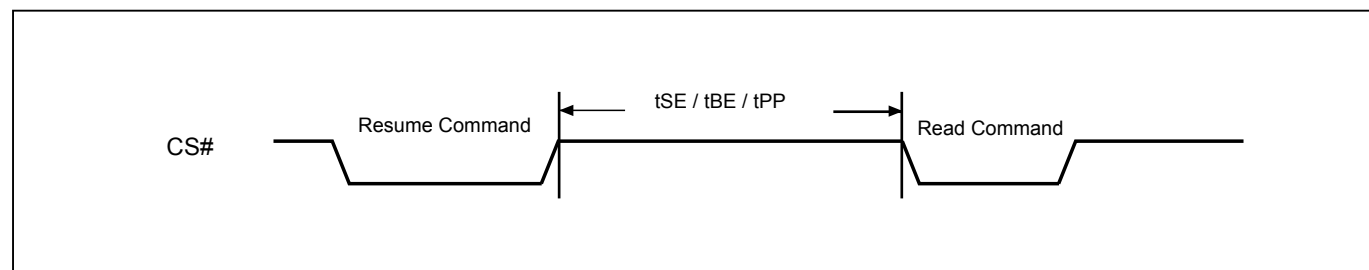 tSE / tBE / tPP
Resume Command
Read Command
CS#